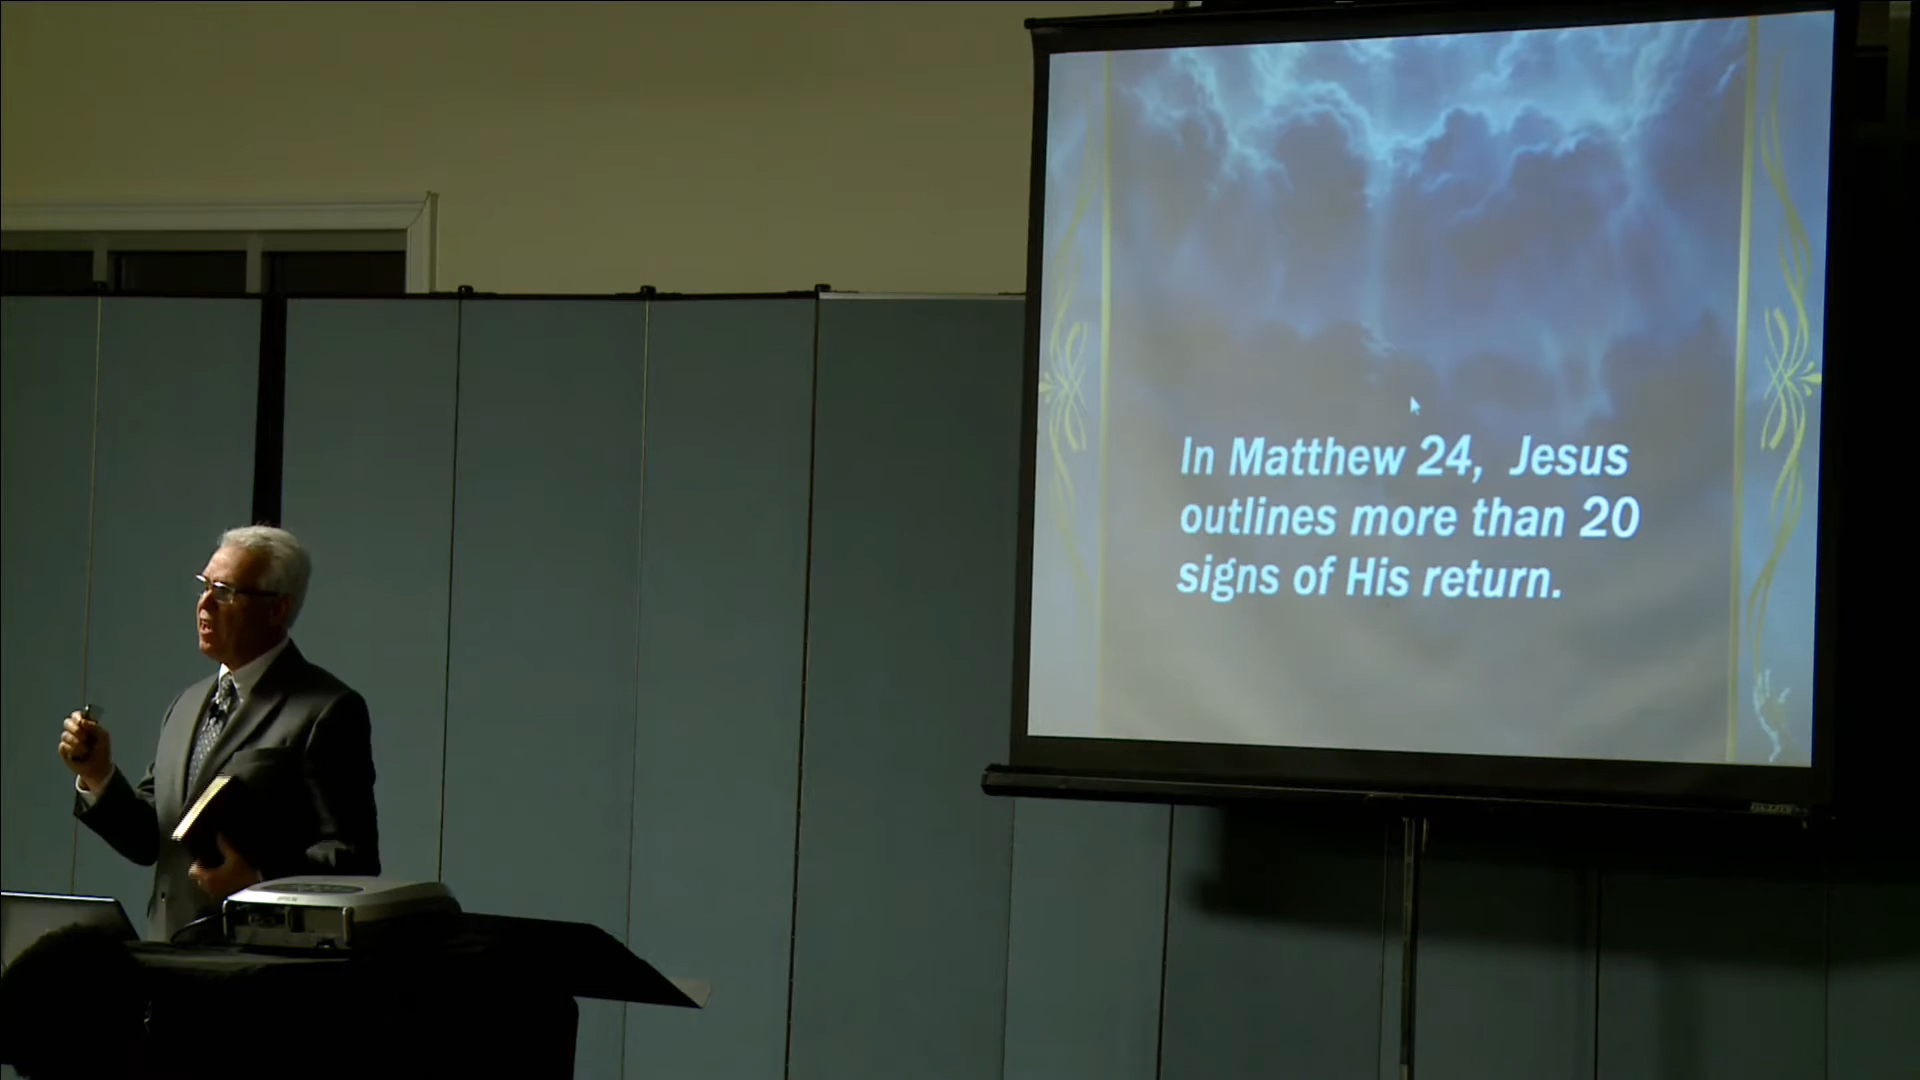 In Matthew 24, Jesus
outlines more than 20
signs of His return.